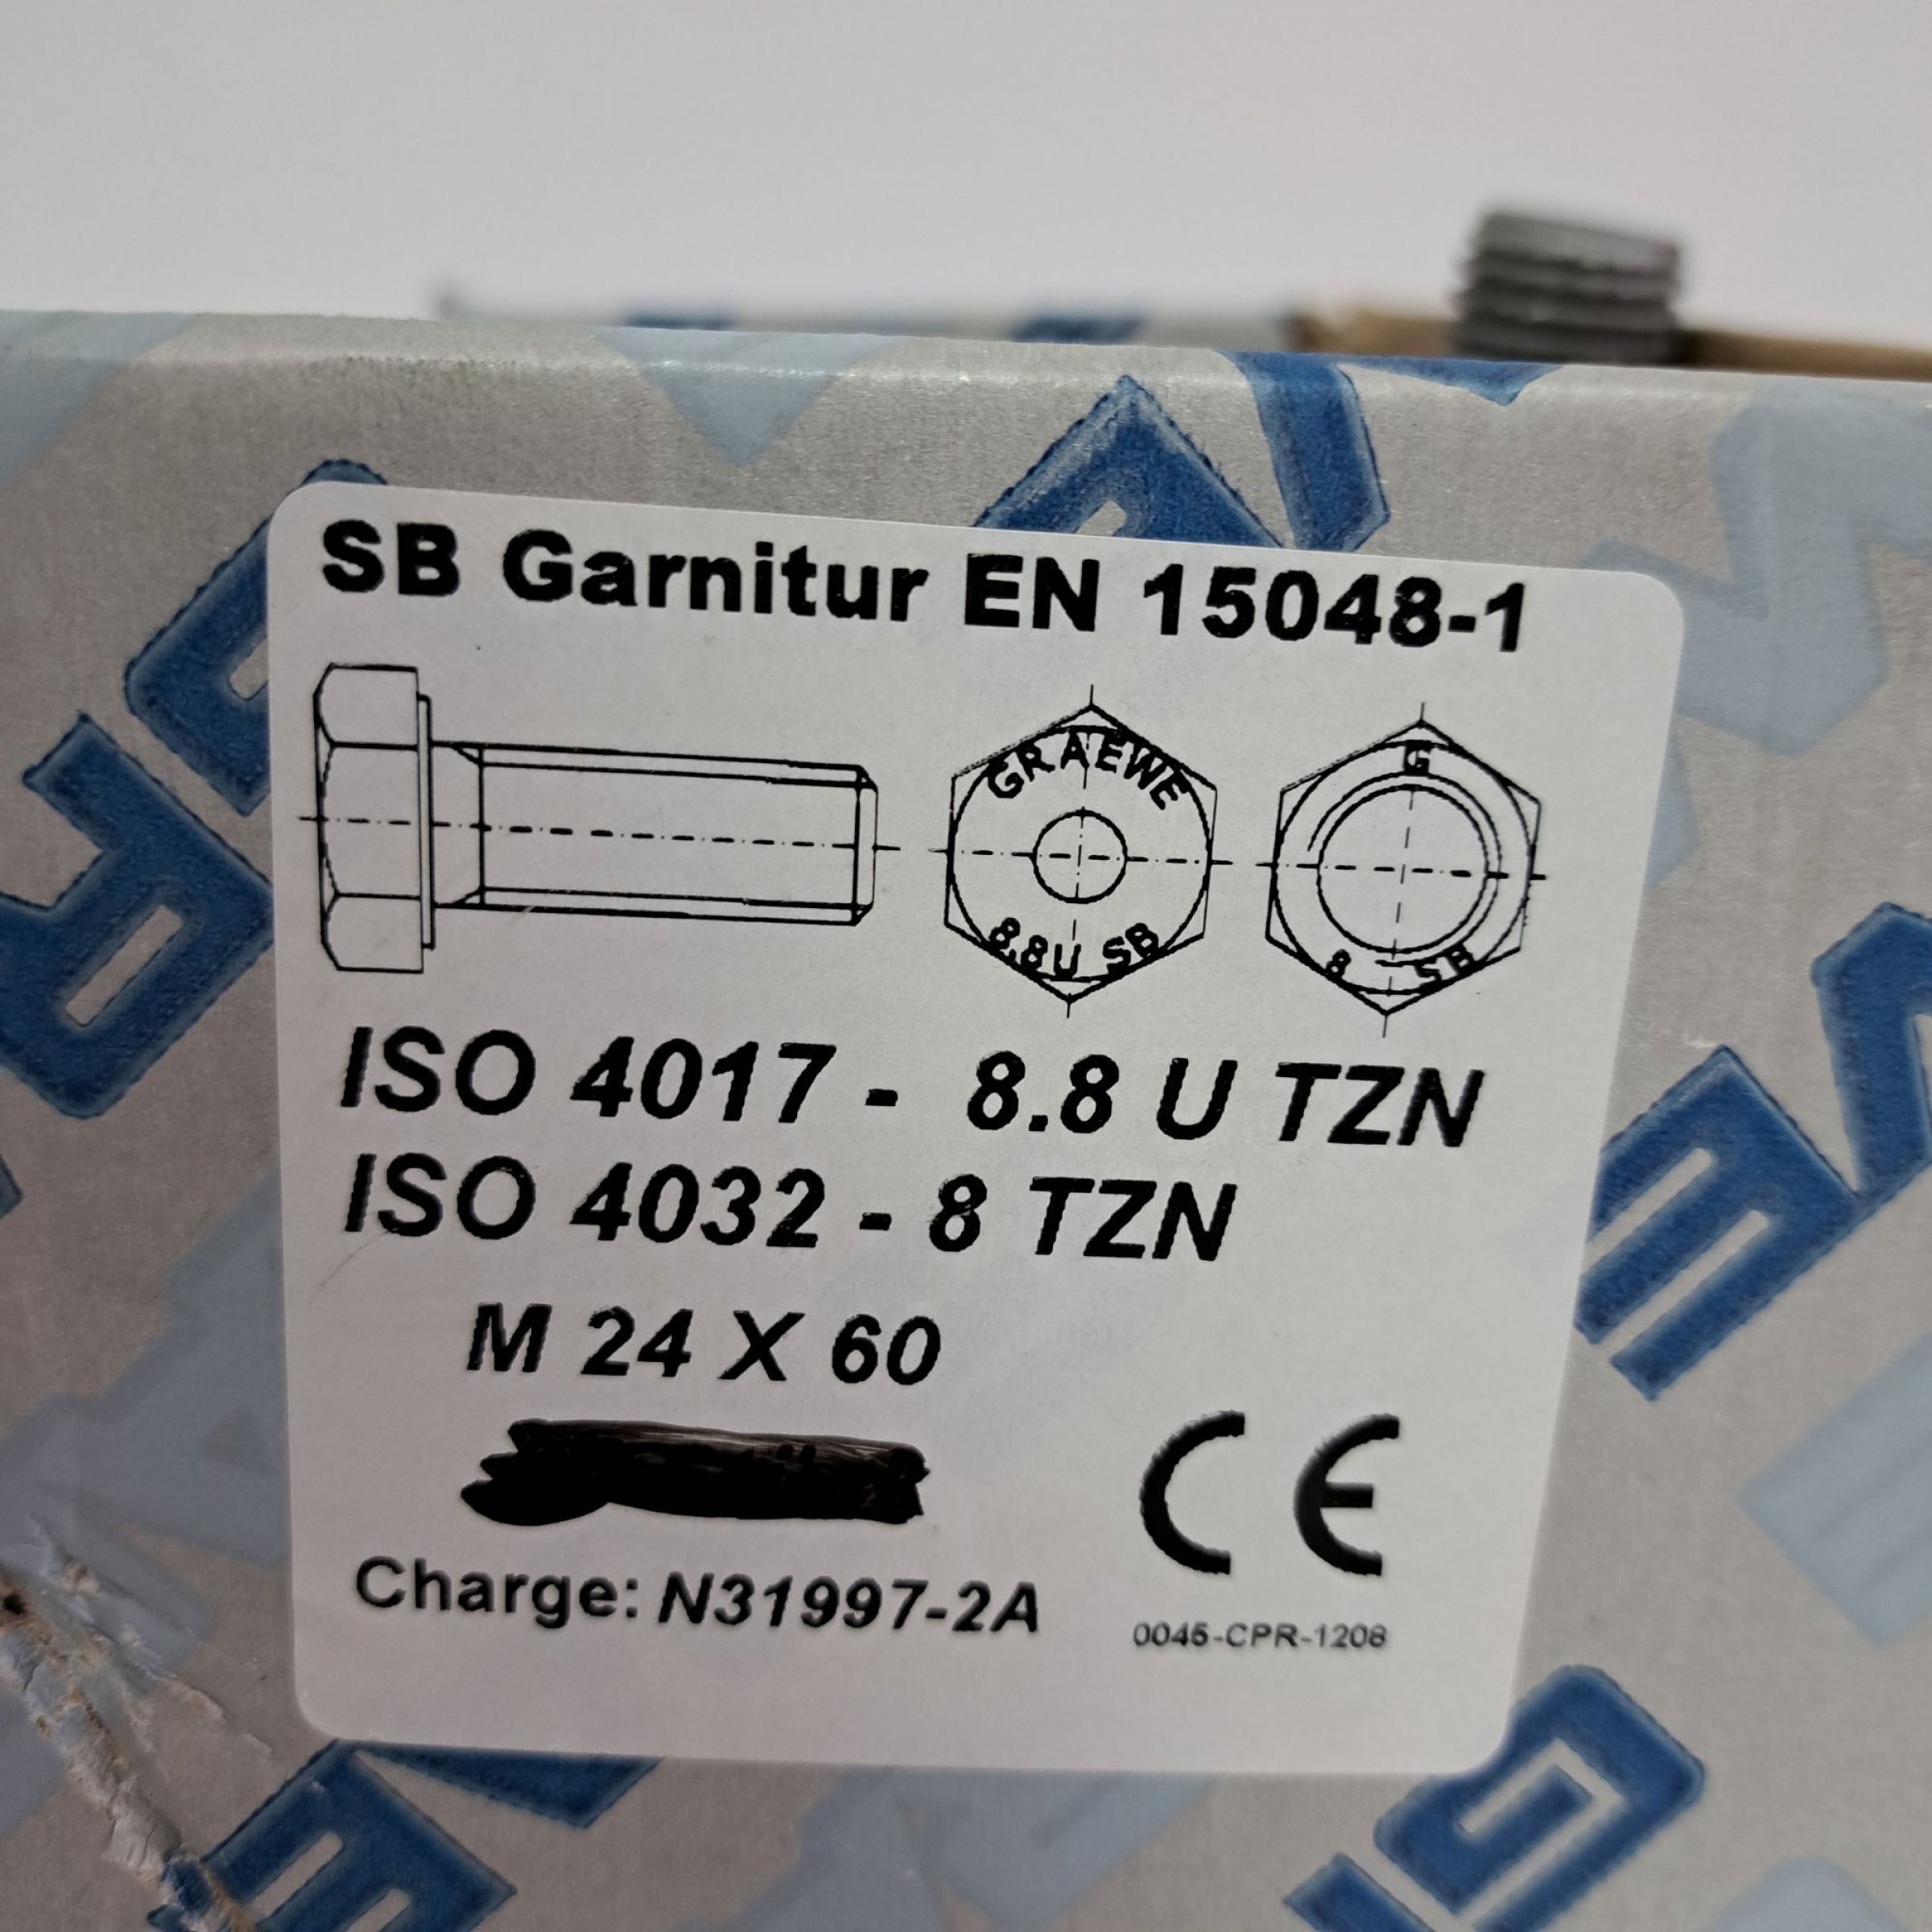 SB Garnitur EN 15048-1
GRAEWE
8.8U SB
G
8 SB
ISO 4017 - 8.8 U TZN
ISO 4032 - 8 TZN
M 24 X 60
CE
Charge: N31997-2A
0045-CPR-1208